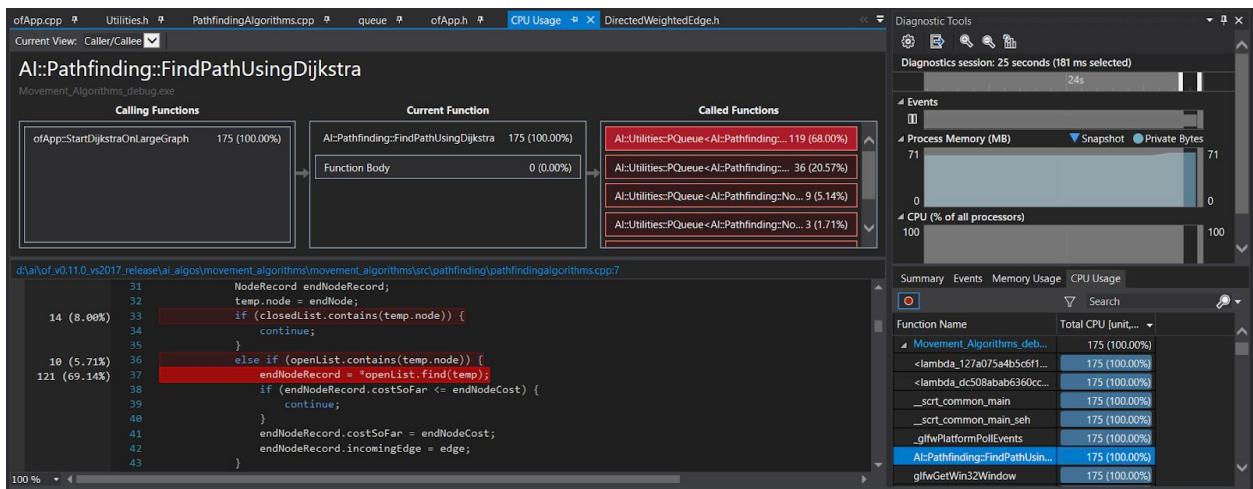 ofApp.cpp Utilities.h PathfindingAlgorithms.cpp queue ofApp.h CPU Usage DirectedWeightedEdge.h
Current View: Caller/Callee
AI::Pathfinding::FindPathUsingDijkstra
Movement_Algorithms_debug.exe
Calling Functions Current Function Called Functions
ofApp::StartDijkstraOnLargeGraph 175 (100.00%)
AI::Pathfinding::FindPathUsingDijkstra 175 (100.00%)
Function Body 0 (0.00%)
AI::Utilities::PQueue<AI::Pathfinding:... 119 (68.00%)
AI::Utilities::PQueue<AI::Pathfinding::... 36 (20.57%)
AI::Utilities::PQueue<AI::Pathfinding::No... 9 (5.14%)
AI::Utilities::PQueue<AI::Pathfinding::No... 3 (1.71%)
d:\ai\of_v0.11.0_vs2017_release\ai_algos\movement_algorithms\movement_algorithms\src\pathfinding\pathfindingalgorithms.cpp:7
31 NodeRecord endNodeRecord;
32 temp.node = endNode;
14 (8.00%) 33 if (closedList.contains(temp.node)) {
34 continue;
35 }
10 (5.71%) 36 else if (openList.contains(temp.node)) {
121 (69.14%) 37 endNodeRecord = *openList.find(temp);
38 if (endNodeRecord.costSoFar <= endNodeCost) {
39 continue;
40 }
41 endNodeRecord.costSoFar = endNodeCost;
42 endNodeRecord.incomingEdge = edge;
43 }
100 %
Diagnostic Tools
Diagnostics session: 25 seconds (181 ms selected)
24s
Events
Process Memory (MB) Snapshot Private Bytes
71 71
0 0
CPU (% of all processors)
100 100
Summary Events Memory Usage CPU Usage
Search
Function Name Total CPU [unit,...
Movement_Algorithms_deb... 175 (100.00%)
<lambda_127a075a4b5c6f1... 175 (100.00%)
<lambda_dc508abab6360cc... 175 (100.00%)
__scrt_common_main 175 (100.00%)
__scrt_common_main_seh 175 (100.00%)
_glfwPlatformPollEvents 175 (100.00%)
AI::Pathfinding::FindPathUsin... 175 (100.00%)
glfwGetWin32Window 175 (100.00%)